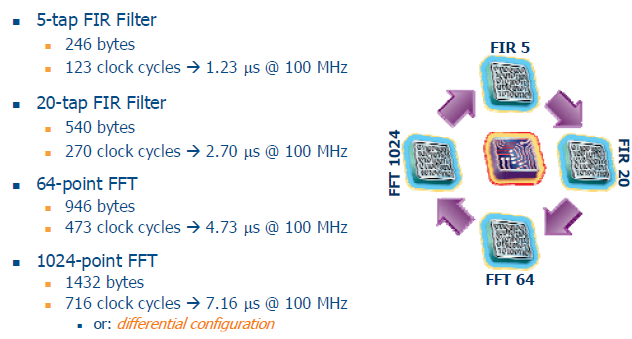 5-tap FIR Filter
246 bytes
123 clock cycles → 1.23 μs @ 100 MHz
20-tap FIR Filter
540 bytes
270 clock cycles → 2.70 μs @ 100 MHz
64-point FFT
946 bytes
473 clock cycles → 4.73 μs @ 100 MHz
1024-point FFT
1432 bytes
716 clock cycles → 7.16 μs @ 100 MHz
or: differential configuration
FIR 5
FIR 20
FFT 64
FFT 1024